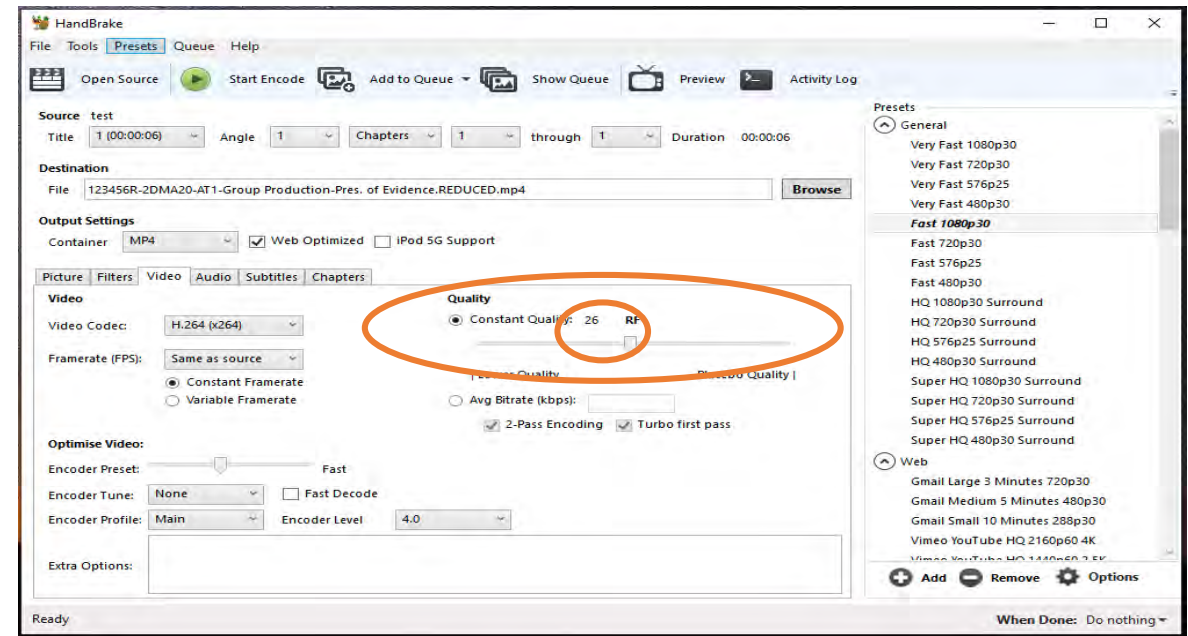 HandBrake
File Tools Presets Queue Help
Open Source Start Encode Add to Queue Show Queue Preview Activity Log
Source test
Title 1 (00:00:06) Angle 1 Chapters 1 through 1 Duration 00:00:06
Destination
File 123456R-2DMA20-AT1-Group Production-Pres. of Evidence.REDUCED.mp4 Browse
Output Settings
Container MP4 Web Optimized iPod 5G Support
Picture Filters Video Audio Subtitles Chapters
Video
Video Codec: H.264 (x264)
Framerate (FPS): Same as source
Constant Framerate
Variable Framerate
Quality
Constant Quality: 26 RF
Quality Quality |
Avg Bitrate (kbps):
2-Pass Encoding Turbo first pass
Optimise Video:
Encoder Preset: Fast
Encoder Tune: None Fast Decode
Encoder Profile: Main Encoder Level 4.0
Extra Options:
Presets
General
Very Fast 1080p30
Very Fast 720p30
Very Fast 576p25
Very Fast 480p30
Fast 1080p30
Fast 720p30
Fast 576p25
Fast 480p30
HQ 1080p30 Surround
HQ 720p30 Surround
HQ 576p25 Surround
HQ 480p30 Surround
Super HQ 1080p30 Surround
Super HQ 720p30 Surround
Super HQ 576p25 Surround
Super HQ 480p30 Surround
Web
Gmail Large 3 Minutes 720p30
Gmail Medium 5 Minutes 480p30
Gmail Small 10 Minutes 288p30
Vimeo YouTube HQ 2160p60 4K
Vimeo YouTube HQ 1440p60 2.5K
Add Remove Options
Ready When Done: Do nothing